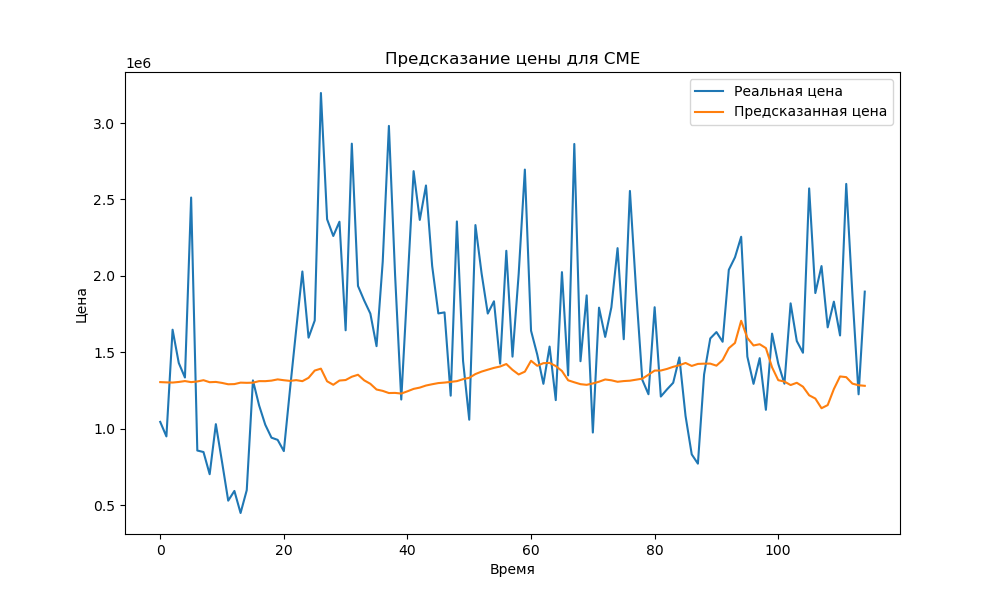 Предсказание цены для CME
1e6
Реальная цена
Предсказанная цена
3.0
2.5
2.0
1.5
1.0
0.5
Цена
0 20 40 60 80 100
Время